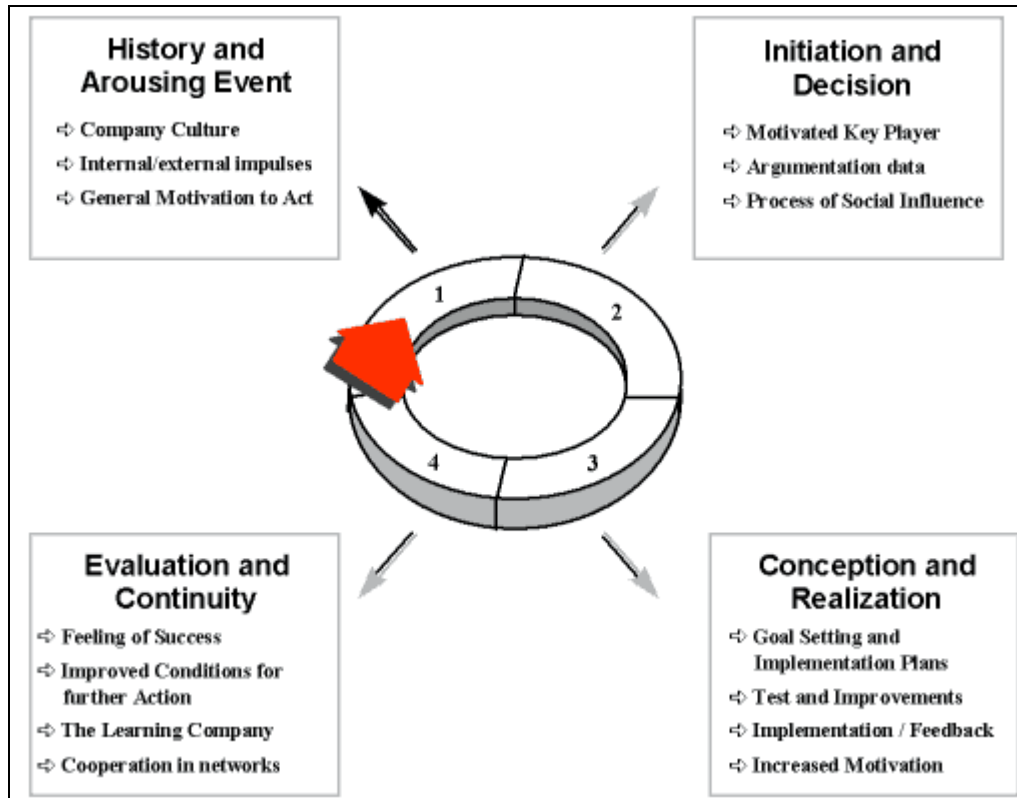 History and
Arousing Event
⇨ Company Culture
⇨ Internal/external impulses
⇨ General Motivation to Act
Initiation and
Decision
⇨ Motivated Key Player
⇨ Argumentation data
⇨ Process of Social Influence
1
2
3
4
Evaluation and
Continuity
⇨ Feeling of Success
⇨ Improved Conditions for
further Action
⇨ The Learning Company
⇨ Cooperation in networks
Conception and
Realization
⇨ Goal Setting and
Implementation Plans
⇨ Test and Improvements
⇨ Implementation / Feedback
⇨ Increased Motivation